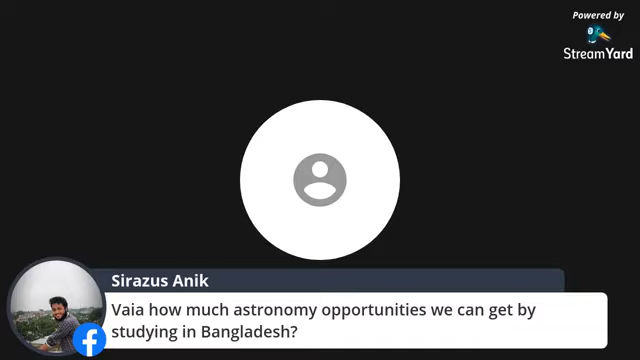 Powered by
StreamYard
Sirazus Anik
Vaia how much astronomy opportunities we can get by
studying in Bangladesh?